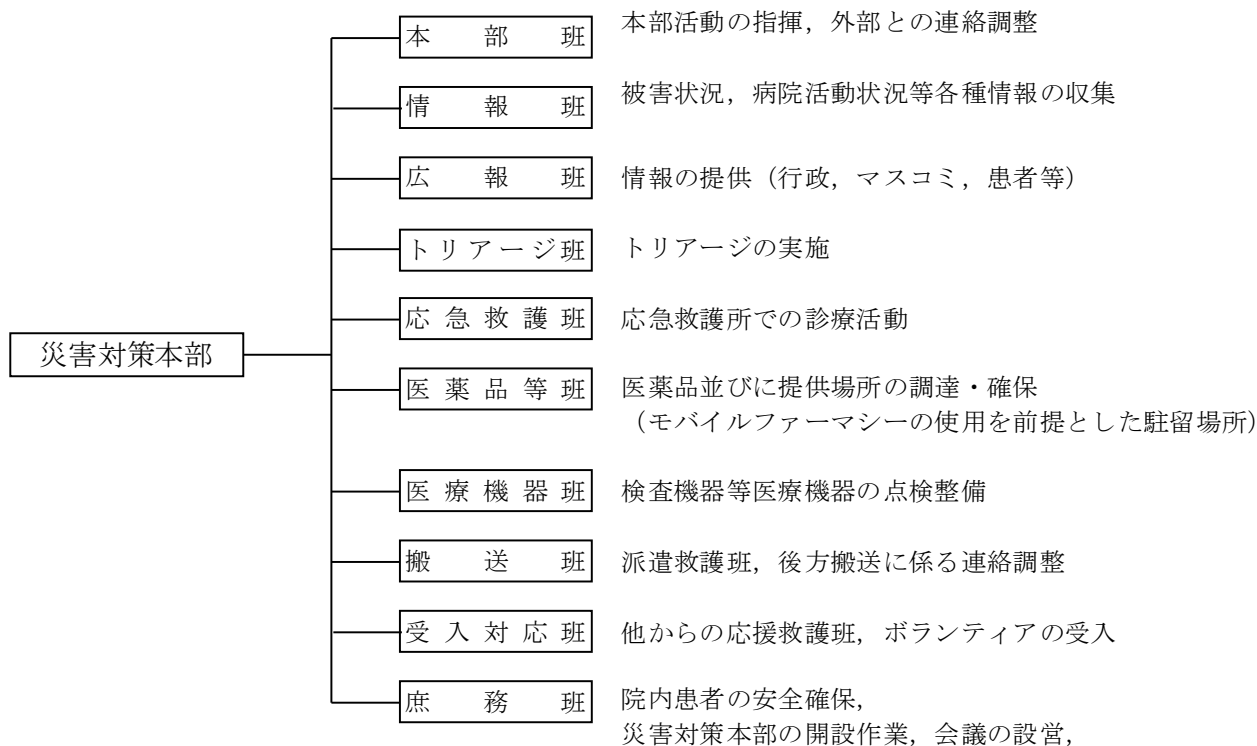 本部班 本部活動の指揮，外部との連絡調整
情報班 被害状況，病院活動状況等各種情報の収集
広報班 情報の提供（行政，マスコミ，患者等）
トリアージ班 トリアージの実施
応急救護班 応急救護所での診療活動
災害対策本部
医薬品等班 医薬品並びに提供場所の調達・確保
（モバイルファーマシーの使用を前提とした駐留場所）
医療機器班 検査機器等医療機器の点検整備
搬送班 派遣救護班，後方搬送に係る連絡調整
受入対応班 他からの応援救護班，ボランティアの受入
庶務班 院内患者の安全確保，
災害対策本部の開設作業，会議の設営，